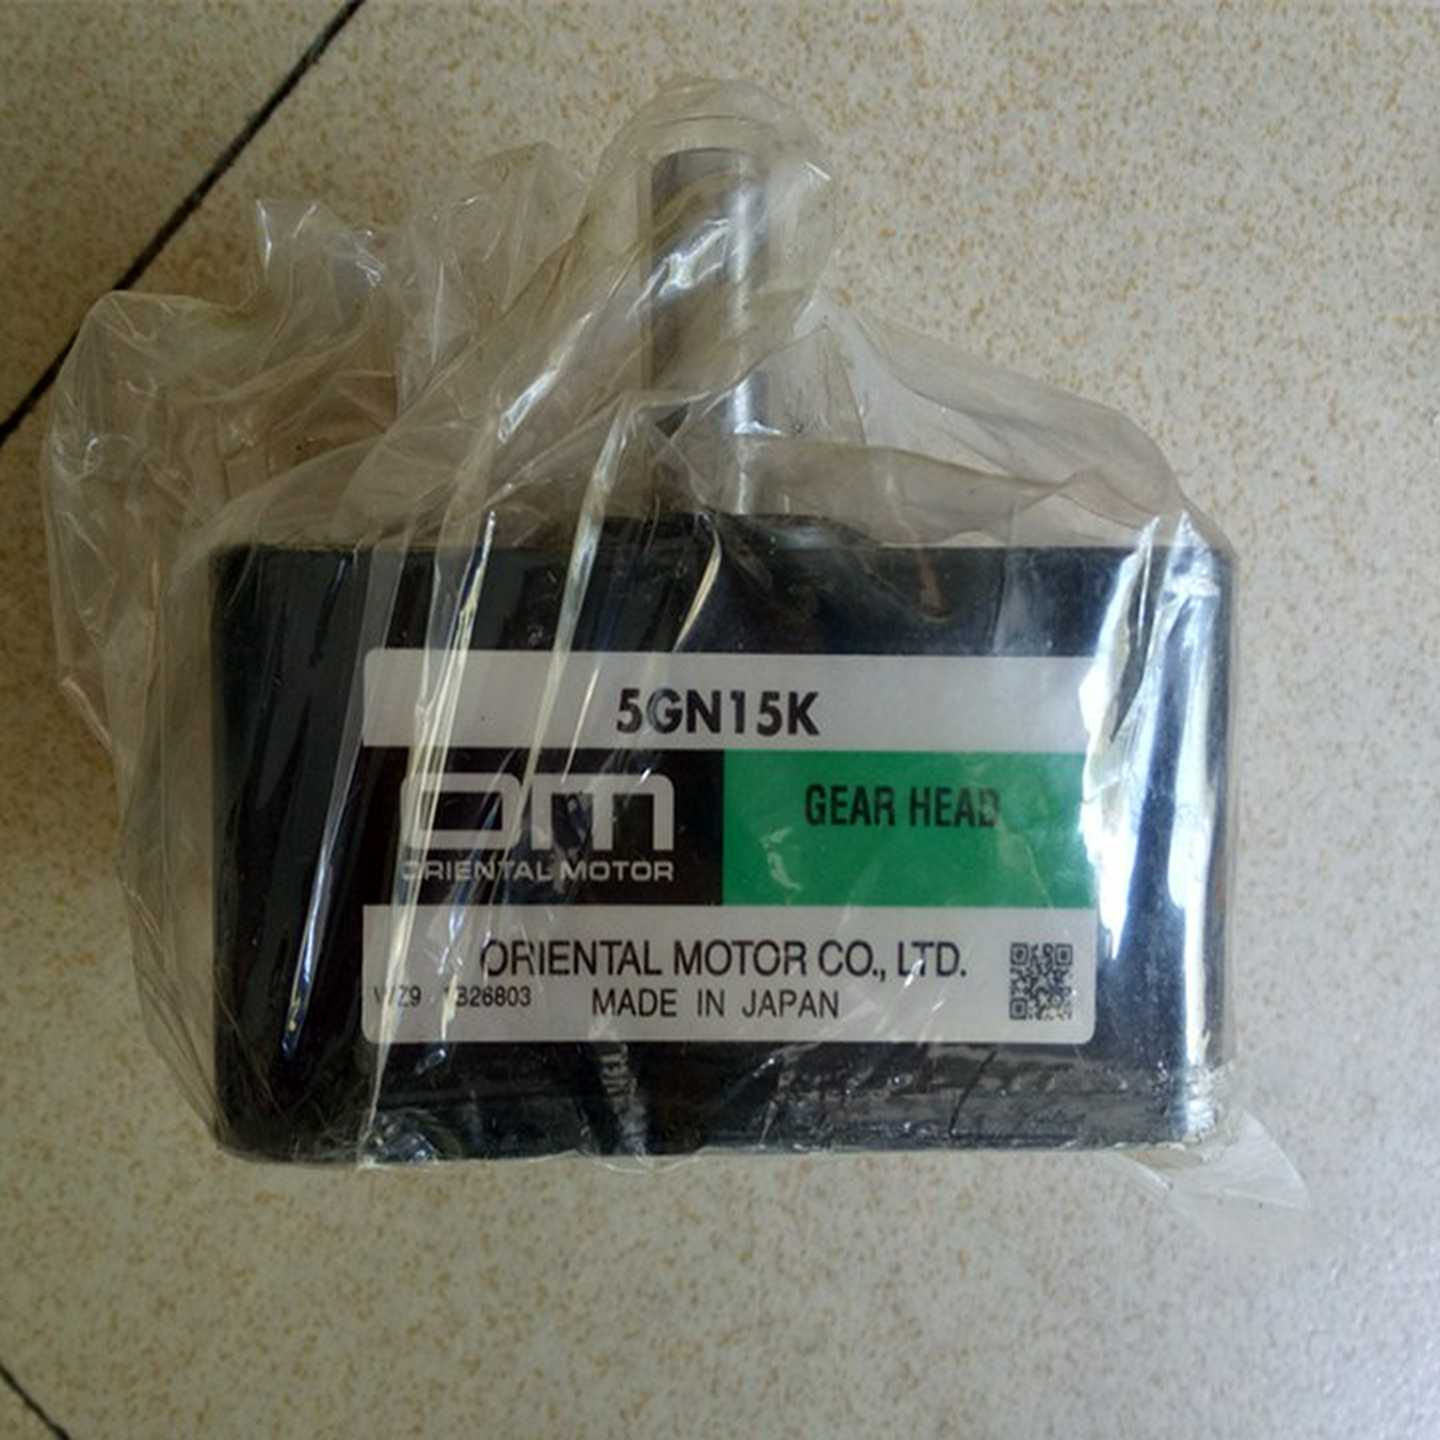 5GN15K
OM
ORIENTAL MOTOR
GEAR HEAD
ORIENTAL MOTOR CO., LTD.
MADE IN JAPAN